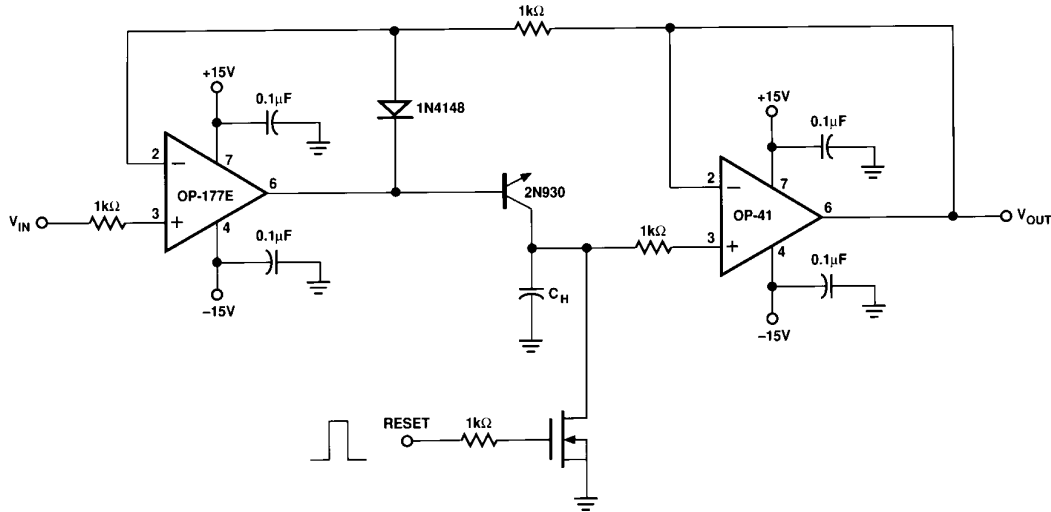 1kΩ
+15V
0.1µF
1N4148
2
7
6
OP-177E
2N930
V_IN
1kΩ
3
4
0.1µF
–15V
+15V
0.1µF
2
7
6
OP-41
V_OUT
1kΩ
3
4
0.1µF
–15V
C_H
RESET
1kΩ